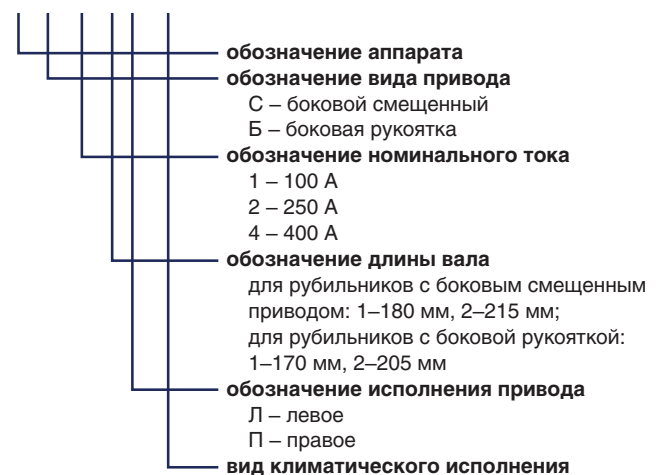 обозначение аппарата
обозначение вида привода
С – боковой смещенный
Б – боковая рукоятка
обозначение номинального тока
1 – 100 А
2 – 250 А
4 – 400 А
обозначение длины вала
для рубильников с боковым смещенным
приводом: 1–180 мм, 2–215 мм;
для рубильников с боковой рукояткой:
1–170 мм, 2–205 мм
обозначение исполнения привода
Л – левое
П – правое
вид климатического исполнения